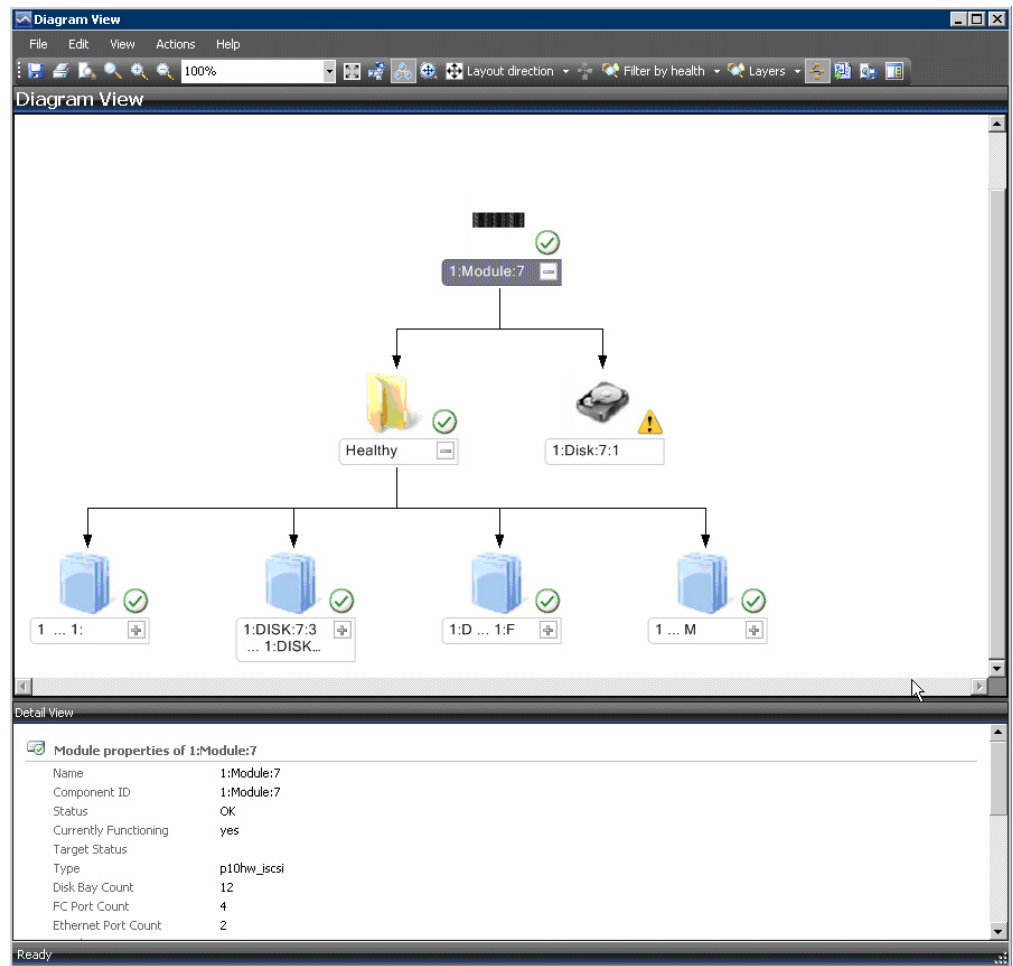 Diagram View
File Edit View Actions Help
100% Layout direction Filter by health Layers
Diagram View
1:Module:7
Healthy
1:Disk:7:1
1 ... 1:
1:DISK:7:3
... 1:DISK...
1:D ... 1:F
1 ... M
Detail View
Module properties of 1:Module:7
Name 1:Module:7
Component ID 1:Module:7
Status OK
Currently Functioning yes
Target Status
Type p10hw_iscsi
Disk Bay Count 12
FC Port Count 4
Ethernet Port Count 2
Ready